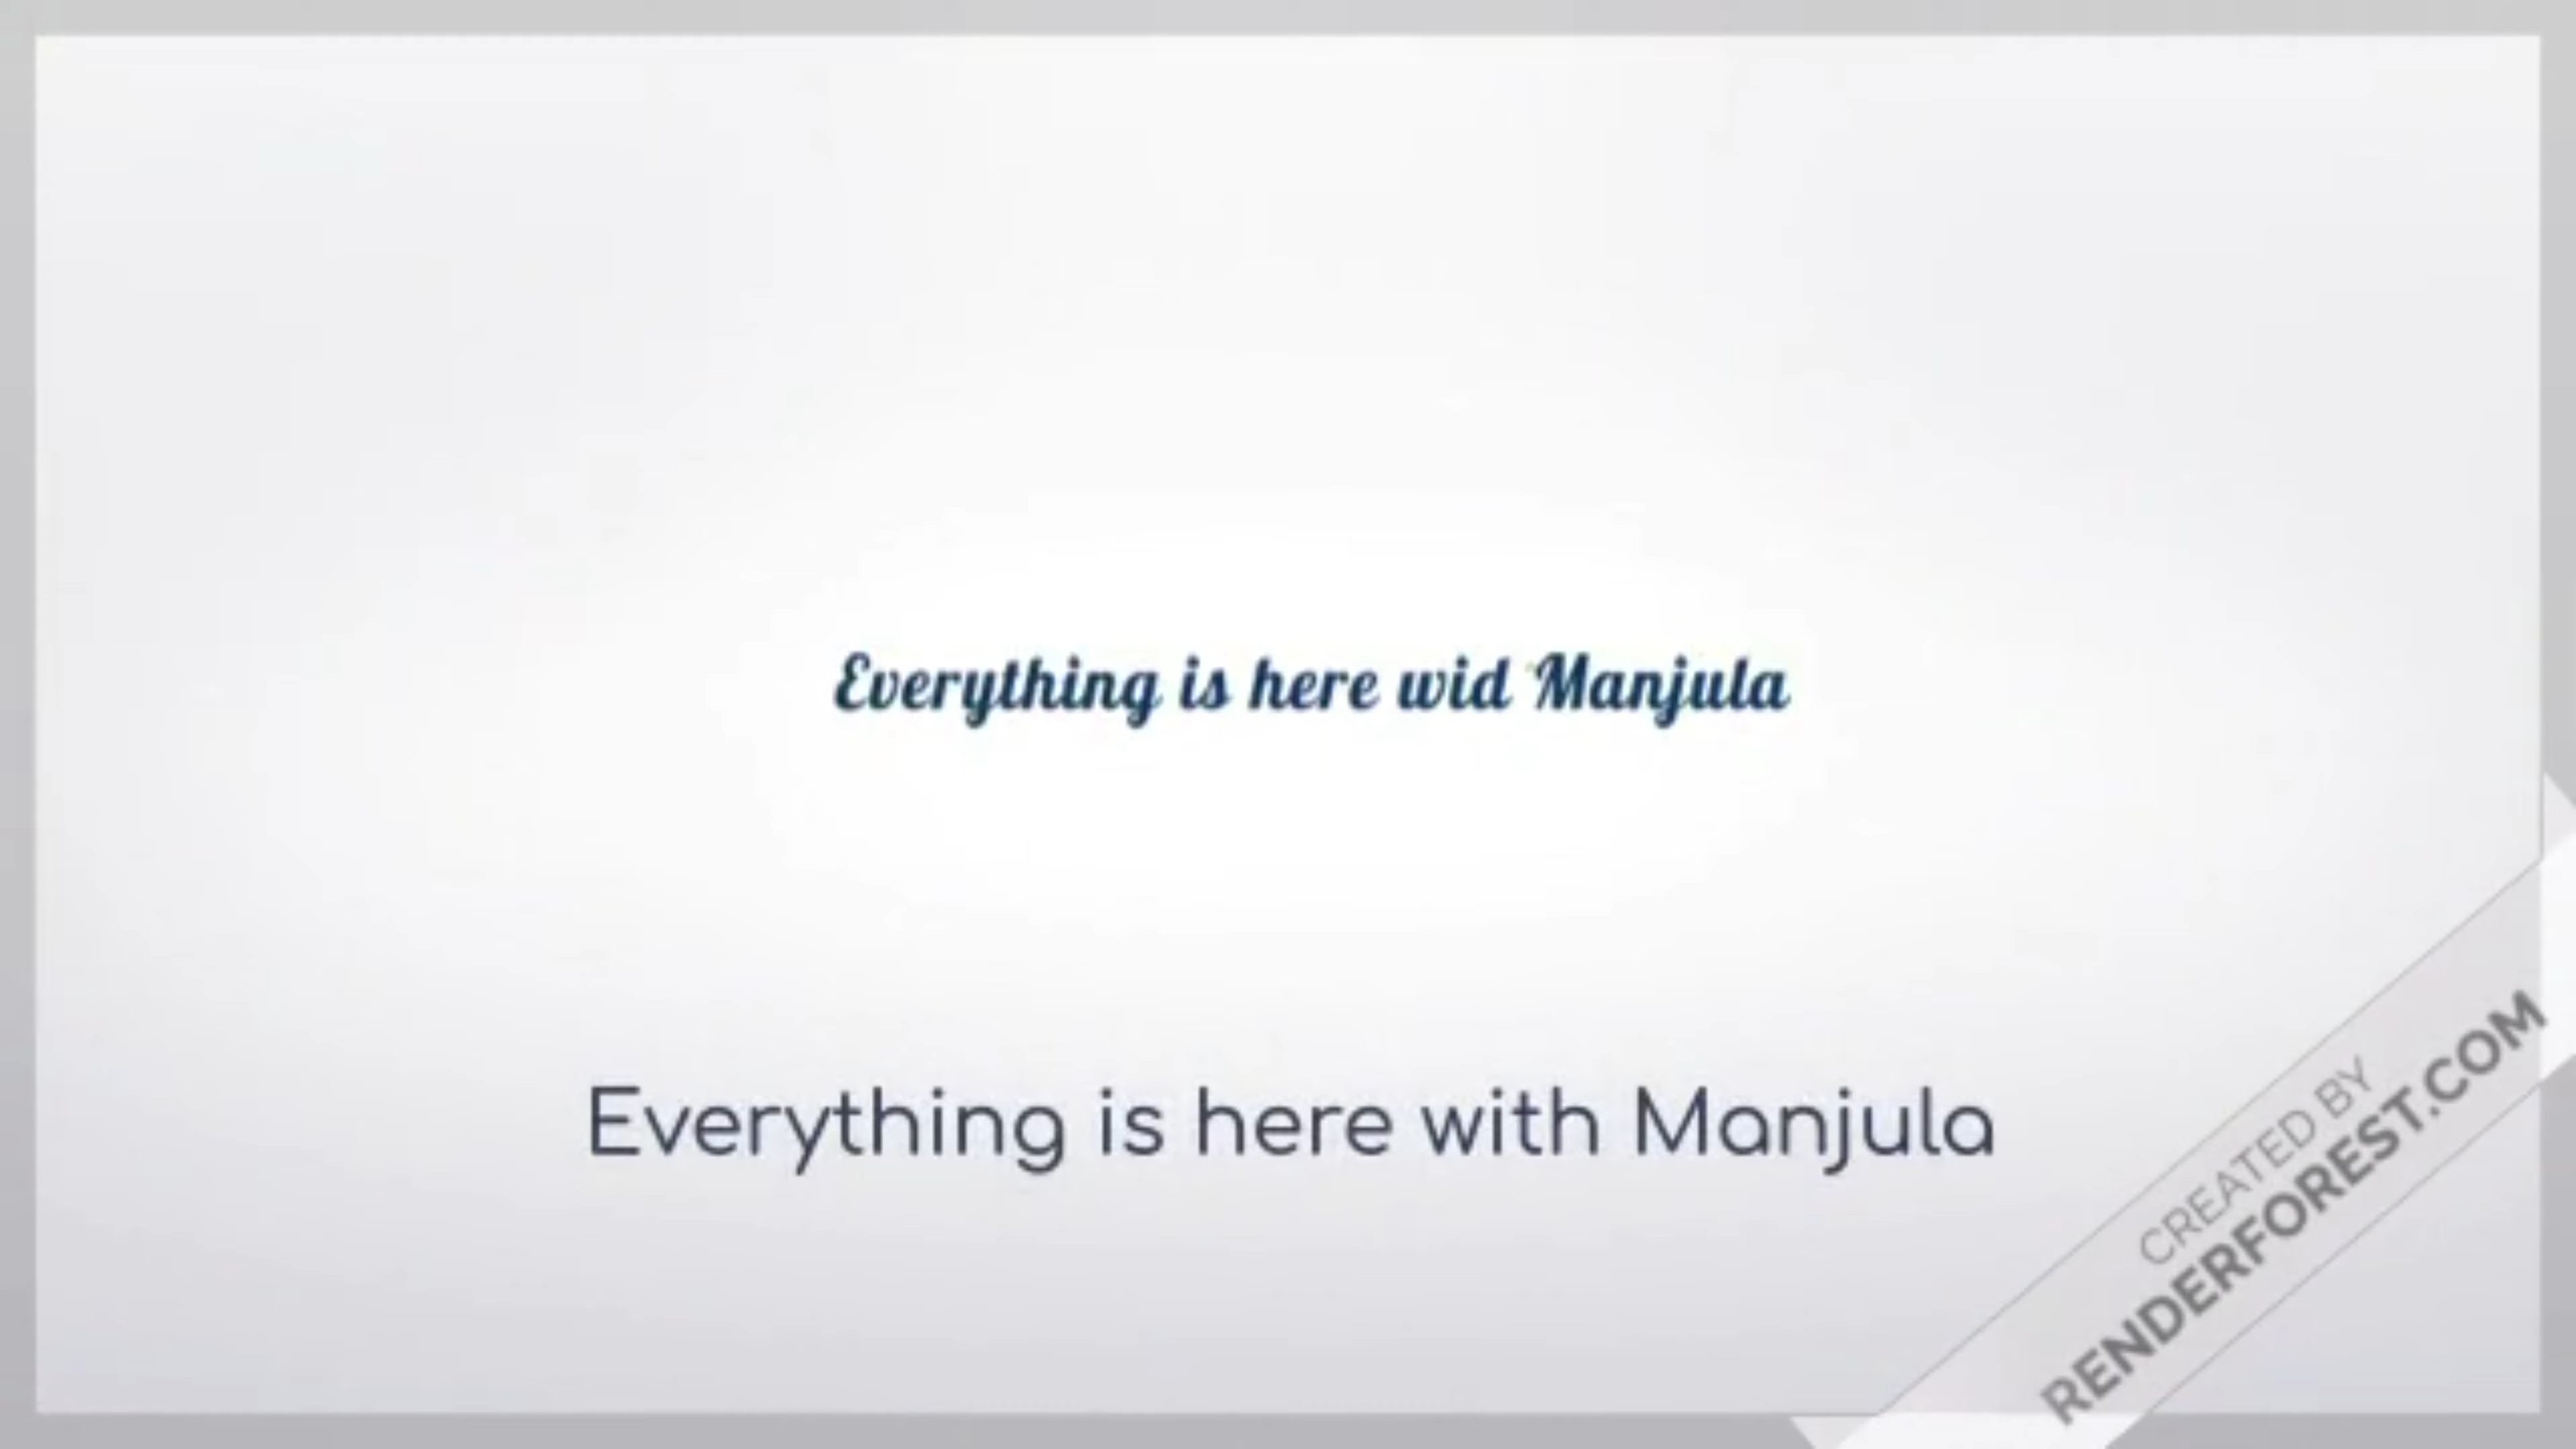 Everything is here wid Manjula
Everything is here with Manjula
CREATED BY
RENDERFOREST.COM